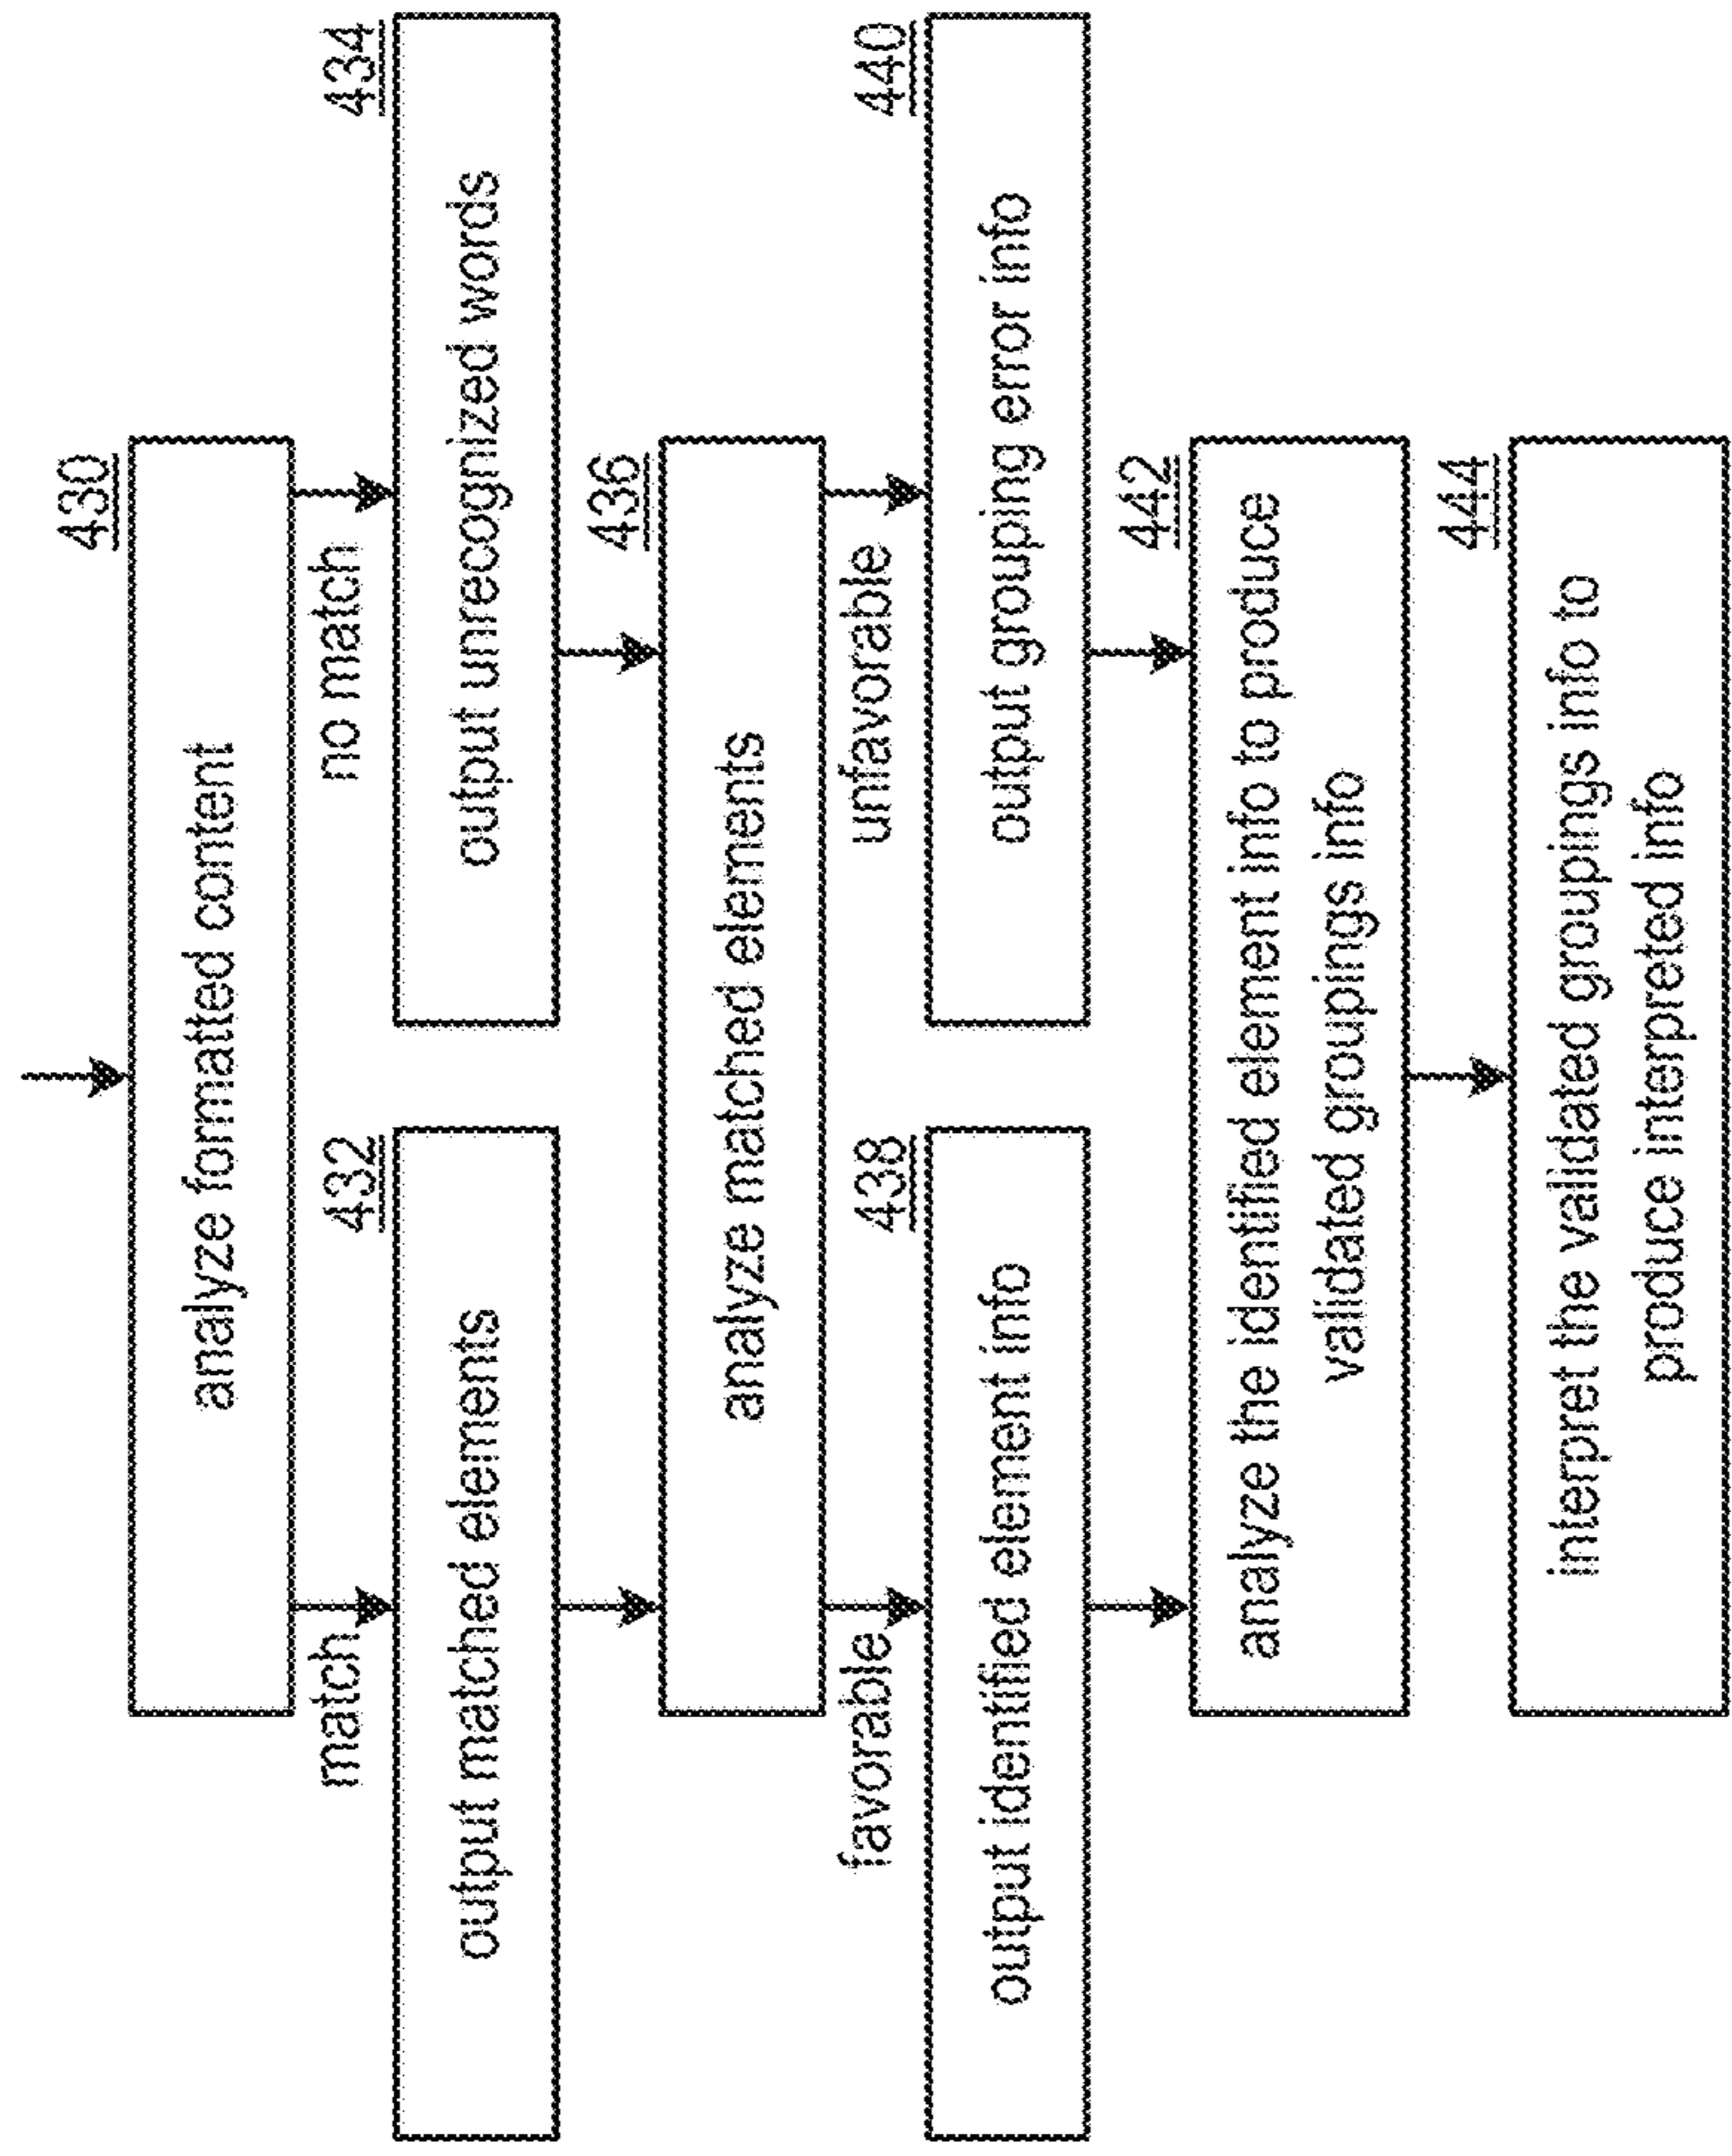 430
analyze formatted content
match
no match
432
434
output matched elements
output unrecognized words
436
analyze matched elements
favorable
unfavorable
438
440
output identified element info
output grouping error info
442
analyze the identified element info to produce
validated groupings info
444
interpret the validated groupings info to
produce interpreted info